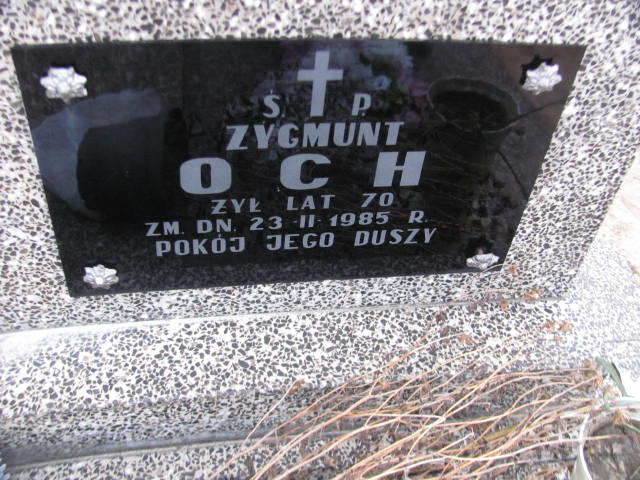 Ś P.
ZYGMUNT
OCH
ŻYŁ LAT 70
ZM. DN. 23-II-1985 R.
POKÓJ JEGO DUSZY